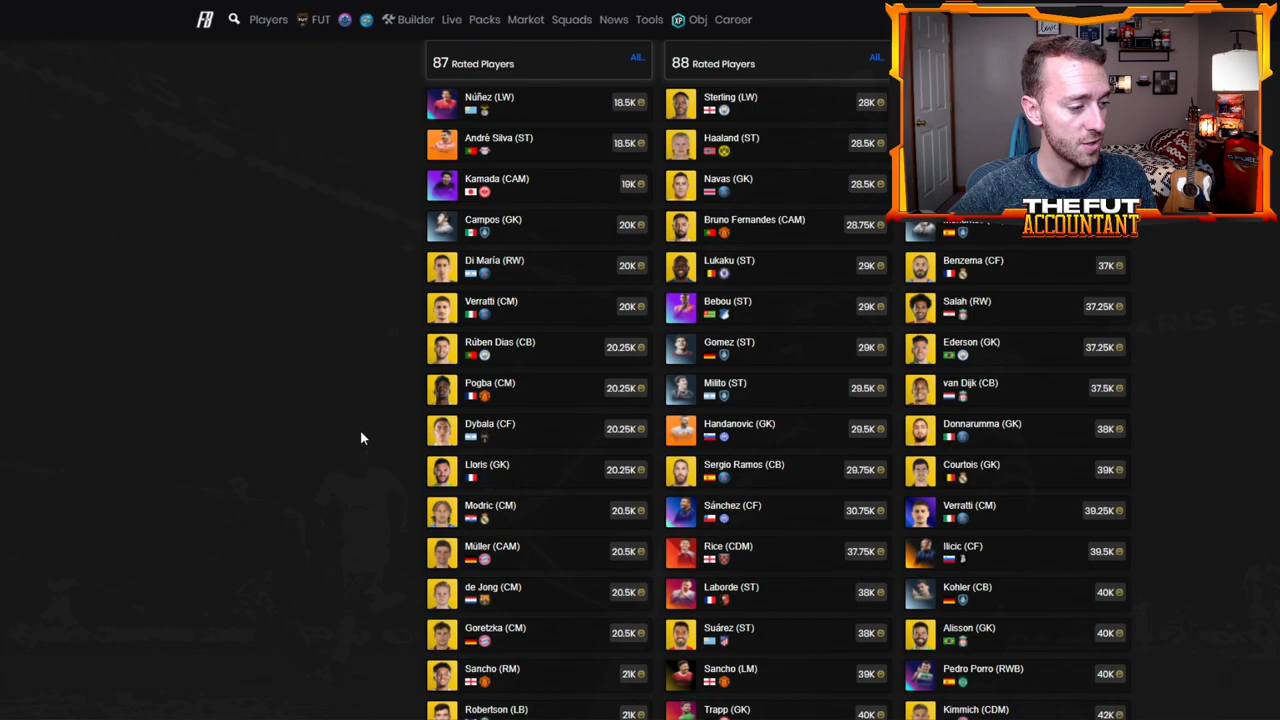 FB Players FUT Builder Live Packs Market Squads News Tools XP Obj Career
87 Rated Players All..
Núñez (LW) 18.5K
André Silva (ST) 18.5K
Kamada (CAM) 19K
Campos (GK) 20K
Di María (RW) 20K
Verratti (CM) 20K
Rúben Dias (CB) 20.25K
Pogba (CM) 20.25K
Dybala (CF) 20.25K
Lloris (GK) 20.25K
Modric (CM) 20.5K
Müller (CAM) 20.5K
de Jong (CM) 20.5K
Goretzka (CM) 20.5K
Sancho (RM) 21K
Robertson (LB) 21K
88 Rated Players All..
Sterling (LW) 28K
Haaland (ST) 28.5K
Navas (GK) 28.5K
Bruno Fernandes (CAM) 28.75K
Lukaku (ST) 29K
Bebou (ST) 29K
Gomez (ST) 29K
Milito (ST) 29.5K
Handanovic (GK) 29.5K
Sergio Ramos (CB) 29.75K
Sánchez (CF) 30.75K
Rice (CDM) 37.75K
Laborde (ST) 38K
Suárez (ST) 38K
Sancho (LM) 39K
Trapp (GK) 40K
Benzema (CF) 37K
Salah (RW) 37.25K
Ederson (GK) 37.25K
van Dijk (CB) 37.5K
Donnarumma (GK) 38K
Courtois (GK) 39K
Verratti (CM) 39.25K
Ilicic (CF) 39.5K
Kohler (CB) 40K
Alisson (GK) 40K
Pedro Porro (RWB) 40K
Kimmich (CDM) 42K
THE FUT
ACCOUNTANT